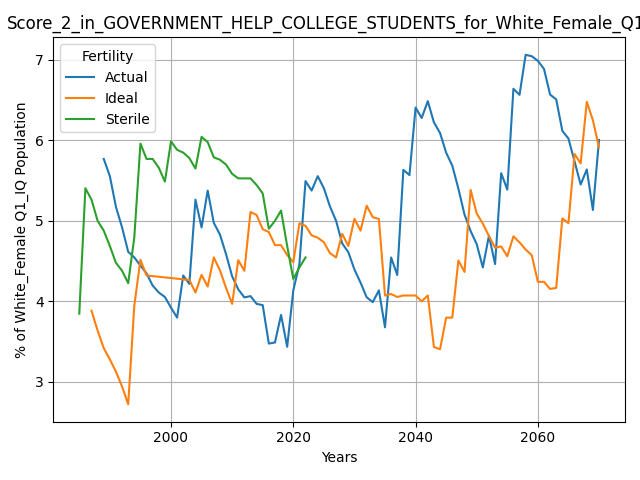 Score_2_in_GOVERNMENT_HELP_COLLEGE_STUDENTS_for_White_Female_Q1
Fertility
Actual
Ideal
Sterile
7
6
5
4
3
% of White_Female Q1_IQ Population
2000 2020 2040 2060
Years